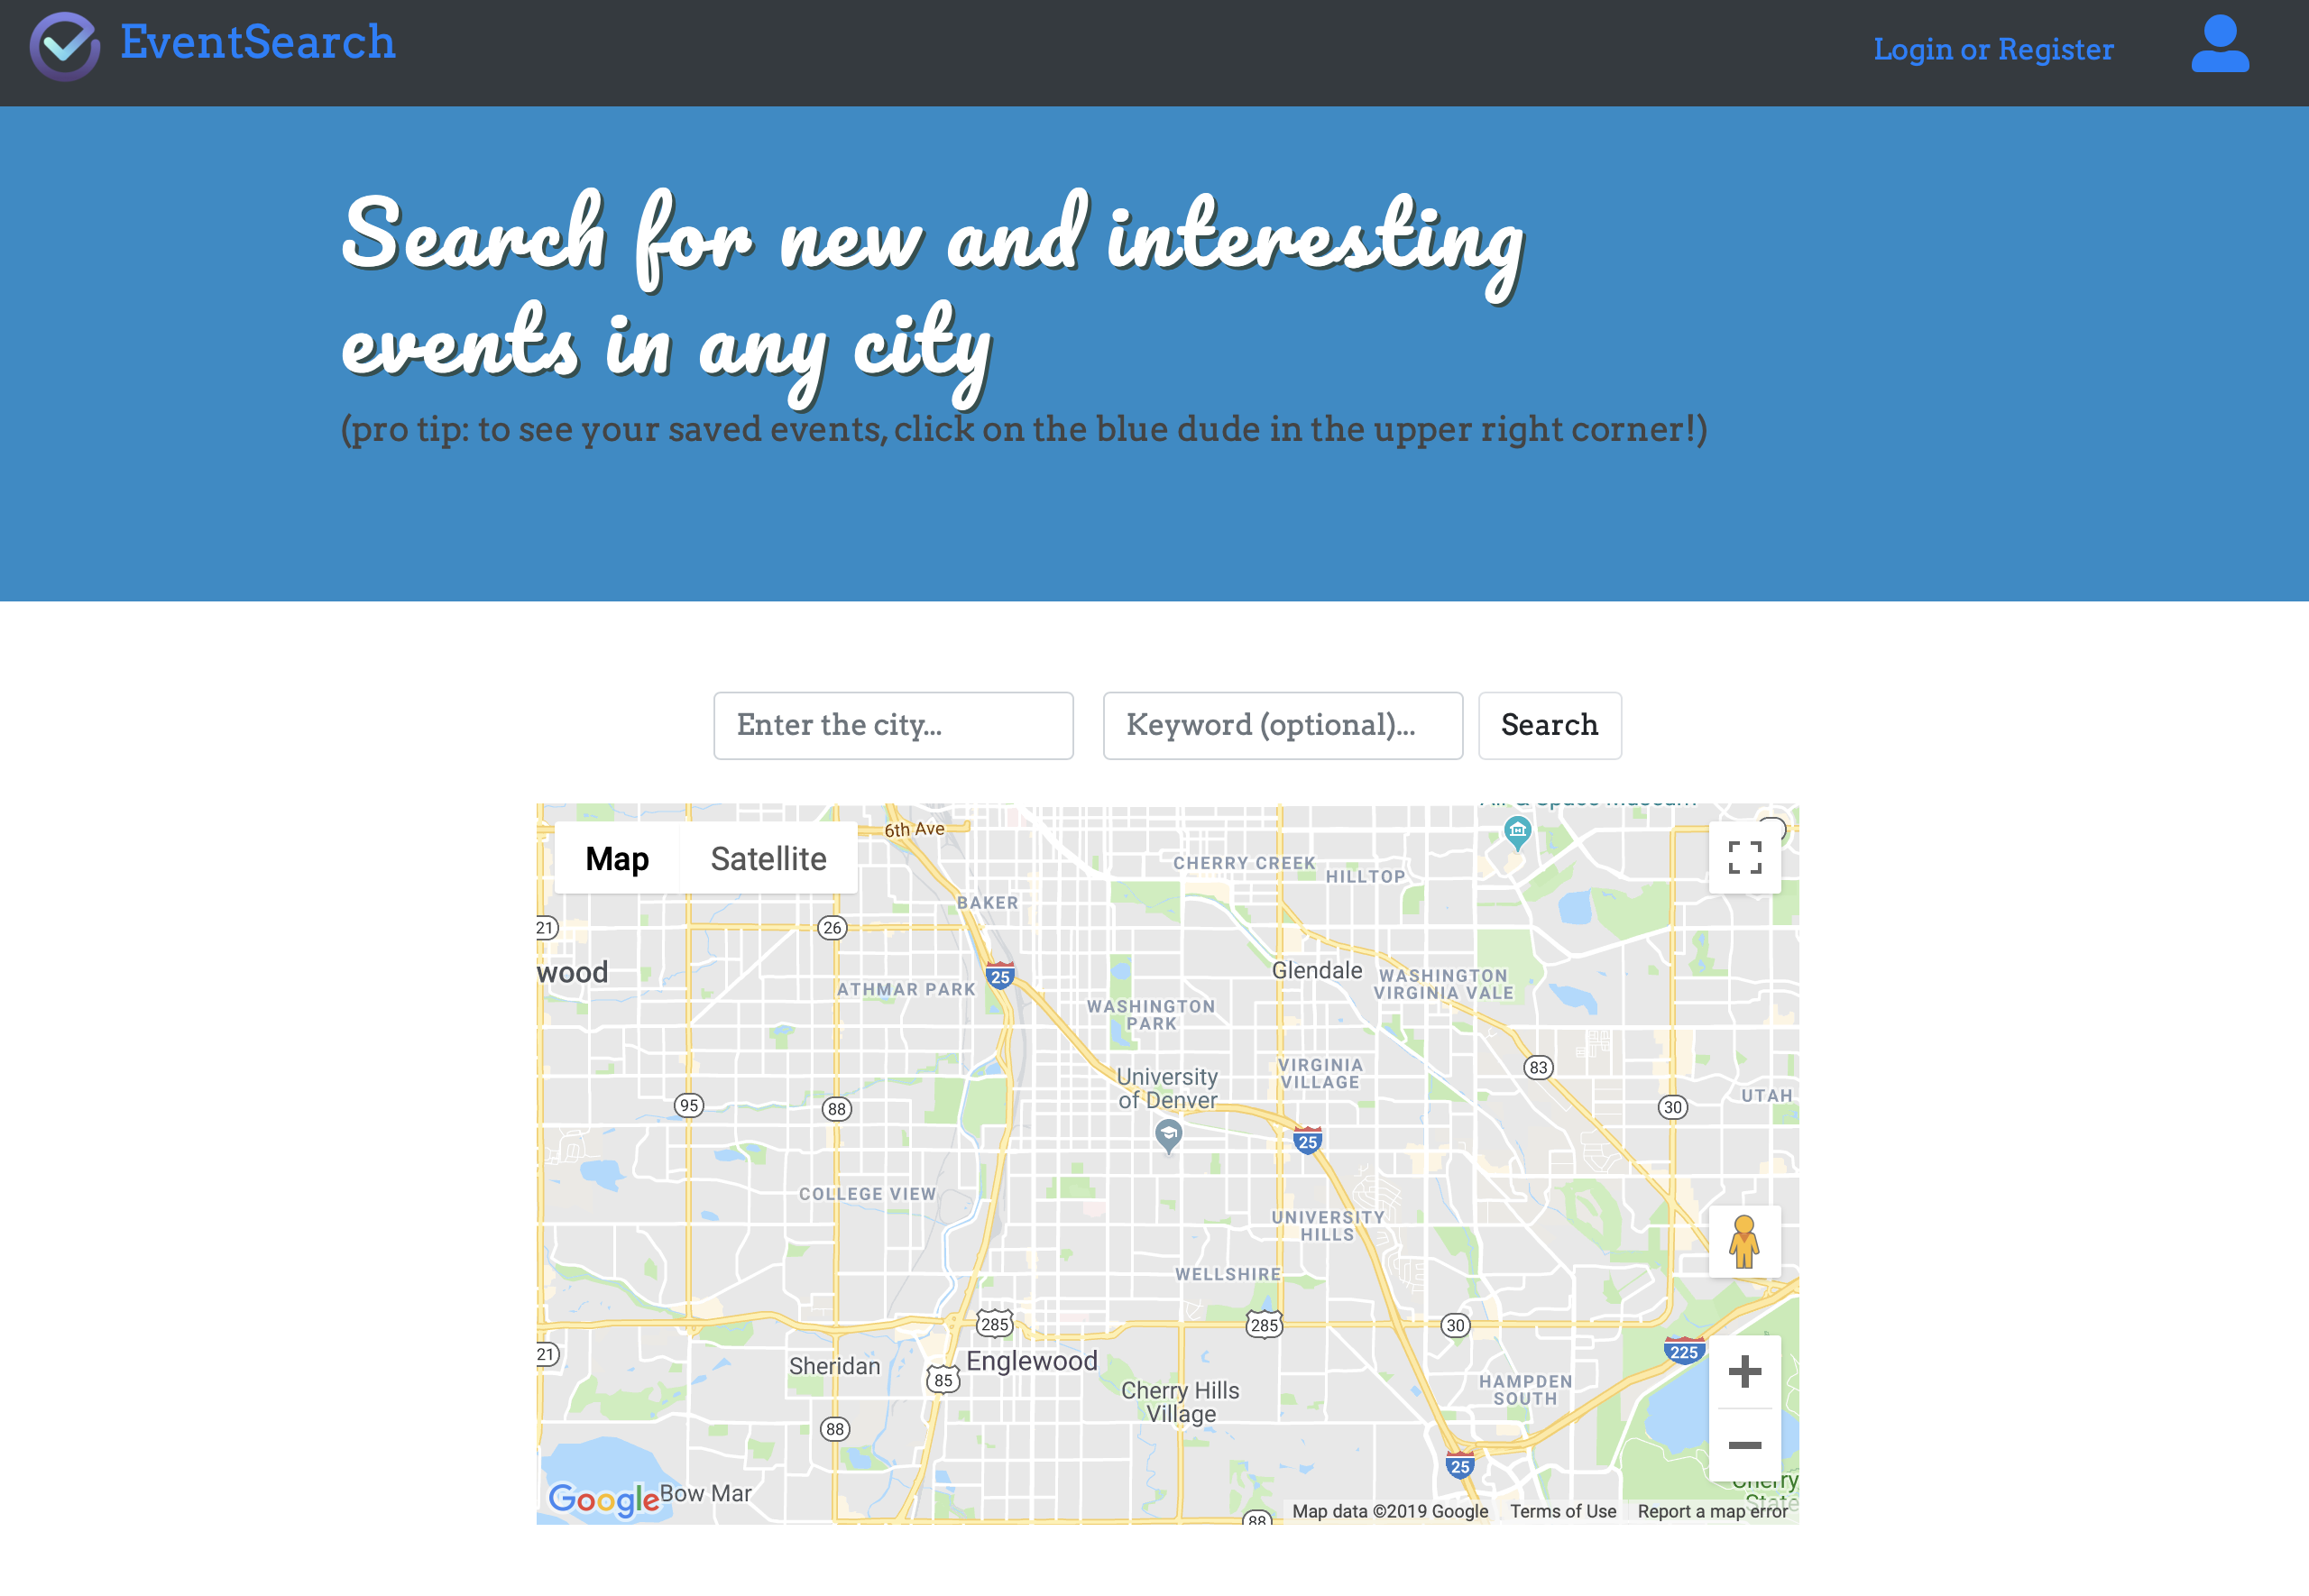 EventSearch
Login or Register
Search for new and interesting
events in any city
(pro tip: to see your saved events, click on the blue dude in the upper right corner!)
Enter the city...
Keyword (optional)...
Search
Map
Satellite
6th Ave
CHERRY CREEK
HILLTOP
BAKER
21
26
wood
25
Glendale
WASHINGTON
VIRGINIA VALE
ATHMAR PARK
WASHINGTON
PARK
VIRGINIA
VILLAGE
83
University
of Denver
UTAH
95
88
30
25
COLLEGE VIEW
UNIVERSITY
HILLS
WELLSHIRE
285
285
30
21
225
Sheridan
85
Englewood
HAMPDEN
SOUTH
Cherry Hills
Village
88
25
Google
Bow Mar
Cherry
State
88
Map data ©2019 Google
Terms of Use
Report a map error